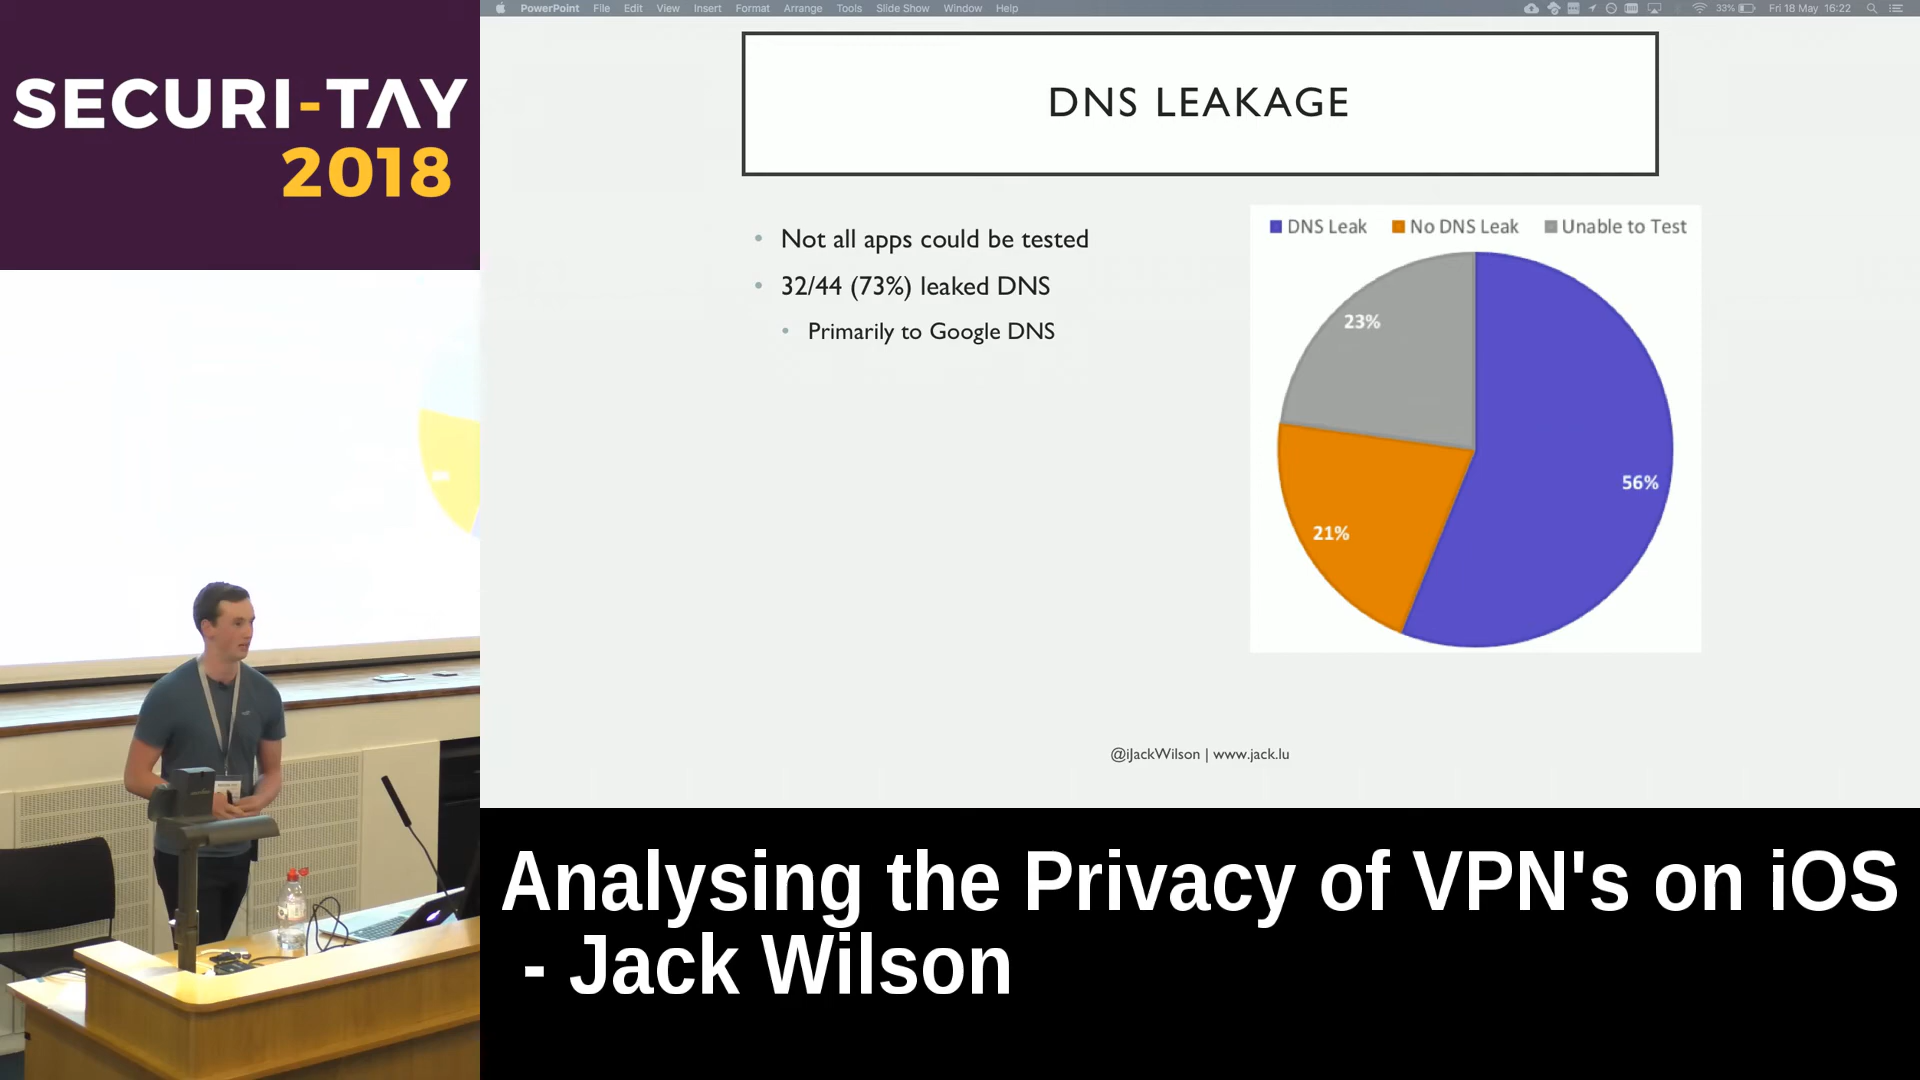 SECURI-TAY
2018
PowerPoint File Edit View Insert Format Arrange Tools Slide Show Window Help 33% Fri 18 May 16:22
DNS LEAKAGE
• Not all apps could be tested
• 32/44 (73%) leaked DNS
• Primarily to Google DNS
DNS Leak No DNS Leak Unable to Test
23%
56%
21%
@iJackWilson | www.jack.lu
Analysing the Privacy of VPN's on iOS
- Jack Wilson